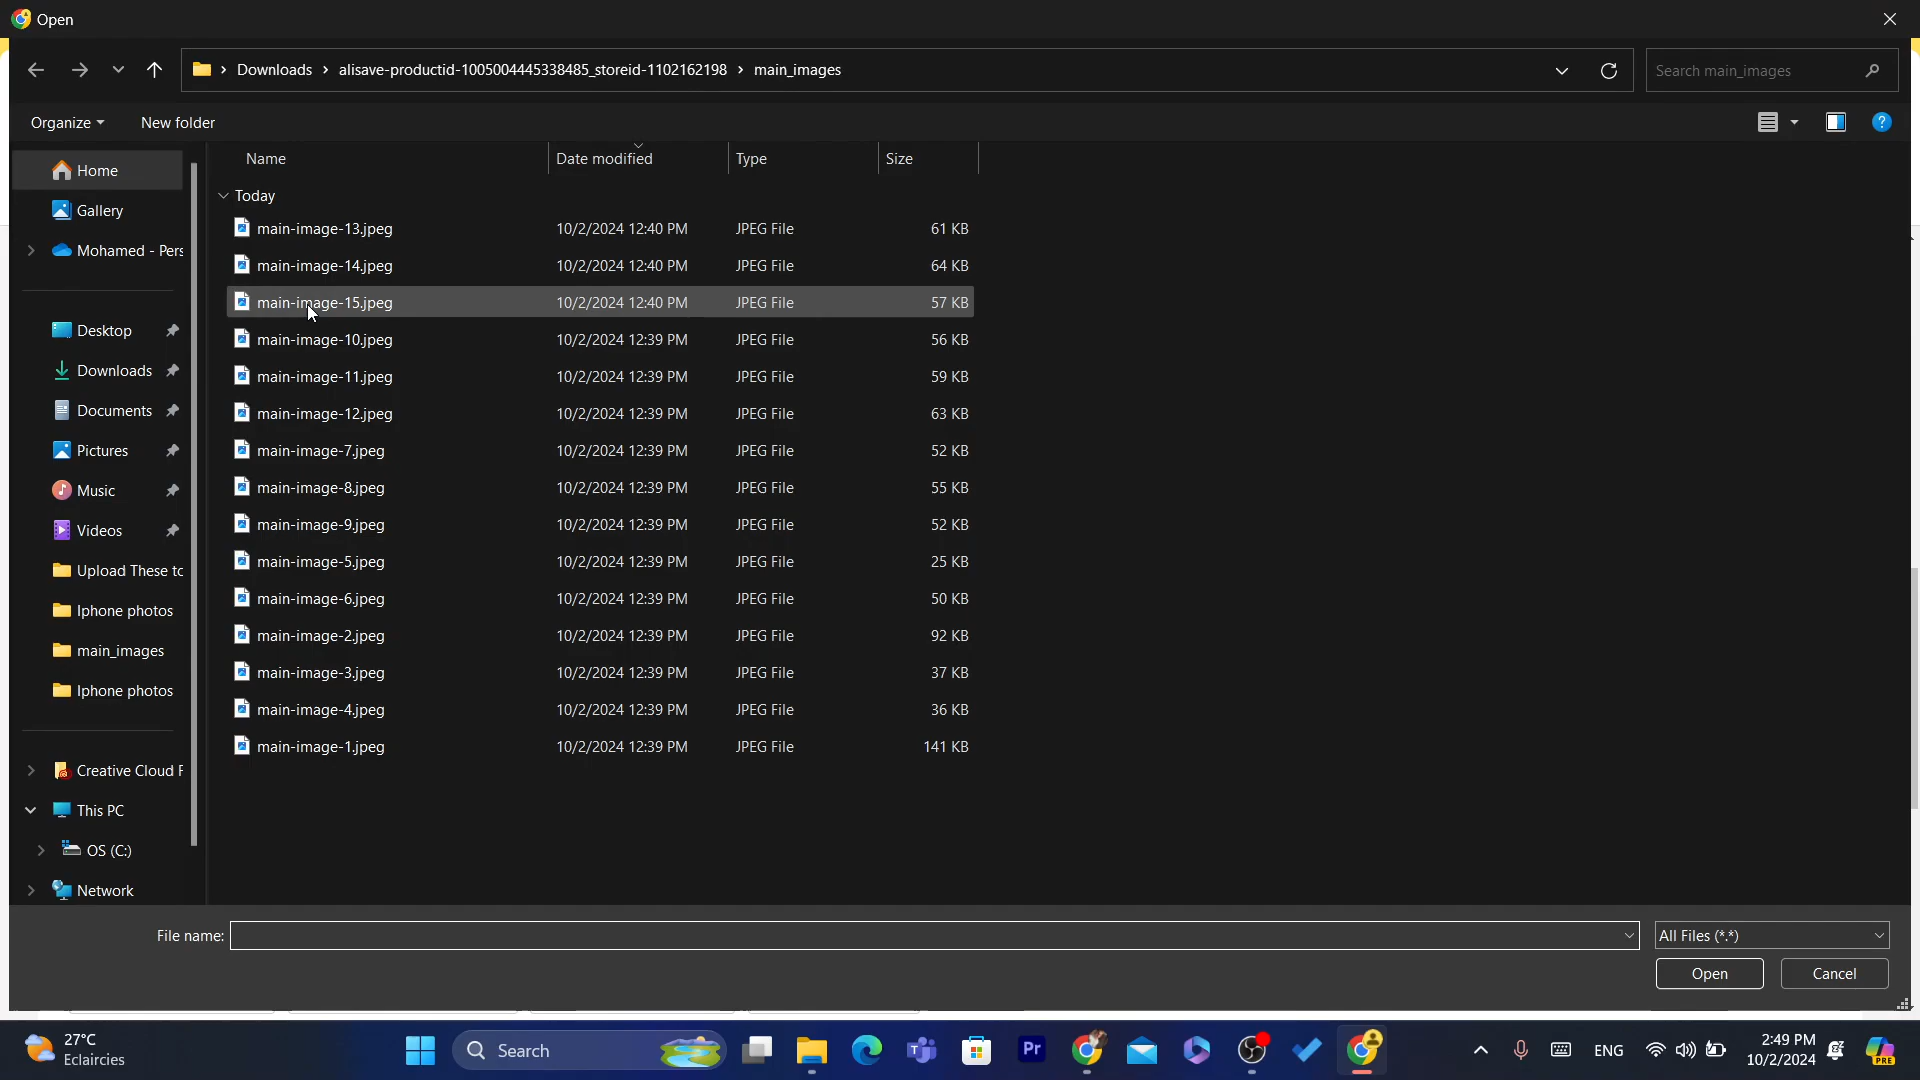 Open
Downloads › alisave-productid-1005004445338485_storeid-1102162198 › main_images
Search main_images
Organize
New folder
Name Date modified Type Size
Today
main-image-13.jpeg 10/2/2024 12:40 PM JPEG File 61 KB
main-image-14.jpeg 10/2/2024 12:40 PM JPEG File 64 KB
main-image-15.jpeg 10/2/2024 12:40 PM JPEG File 57 KB
main-image-10.jpeg 10/2/2024 12:39 PM JPEG File 56 KB
main-image-11.jpeg 10/2/2024 12:39 PM JPEG File 59 KB
main-image-12.jpeg 10/2/2024 12:39 PM JPEG File 63 KB
main-image-7.jpeg 10/2/2024 12:39 PM JPEG File 52 KB
main-image-8.jpeg 10/2/2024 12:39 PM JPEG File 55 KB
main-image-9.jpeg 10/2/2024 12:39 PM JPEG File 52 KB
main-image-5.jpeg 10/2/2024 12:39 PM JPEG File 25 KB
main-image-6.jpeg 10/2/2024 12:39 PM JPEG File 50 KB
main-image-2.jpeg 10/2/2024 12:39 PM JPEG File 92 KB
main-image-3.jpeg 10/2/2024 12:39 PM JPEG File 37 KB
main-image-4.jpeg 10/2/2024 12:39 PM JPEG File 36 KB
main-image-1.jpeg 10/2/2024 12:39 PM JPEG File 141 KB
Home
Gallery
Mohamed - Pers
Desktop
Downloads
Documents
Pictures
Music
Videos
Upload These to
Iphone photos
main_images
Iphone photos
Creative Cloud F
This PC
OS (C:)
Network
File name:
All Files (*.*)
Open
Cancel
27°C
Eclaircies
Search
Pr
ENG
2:49 PM
10/2/2024
PRE